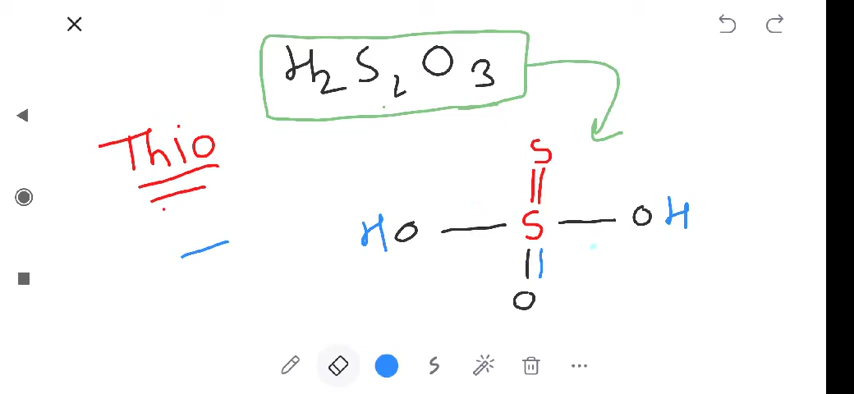 H2S2O3
Thio
S
HO — S — OH
O